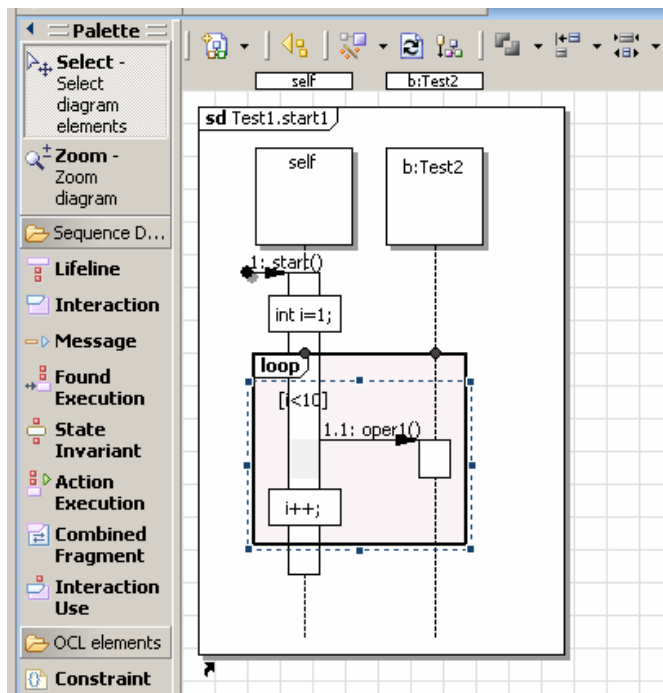 Palette
Select -
Select
diagram
elements
Zoom -
Zoom
diagram
Sequence D...
Lifeline
Interaction
Message
Found
Execution
State
Invariant
Action
Execution
Combined
Fragment
Interaction
Use
OCL elements
Constraint
self
b:Test2
sd Test1.start1
self
b:Test2
1: start()
int i=1;
loop
[i<10]
1.1: oper1()
i++;